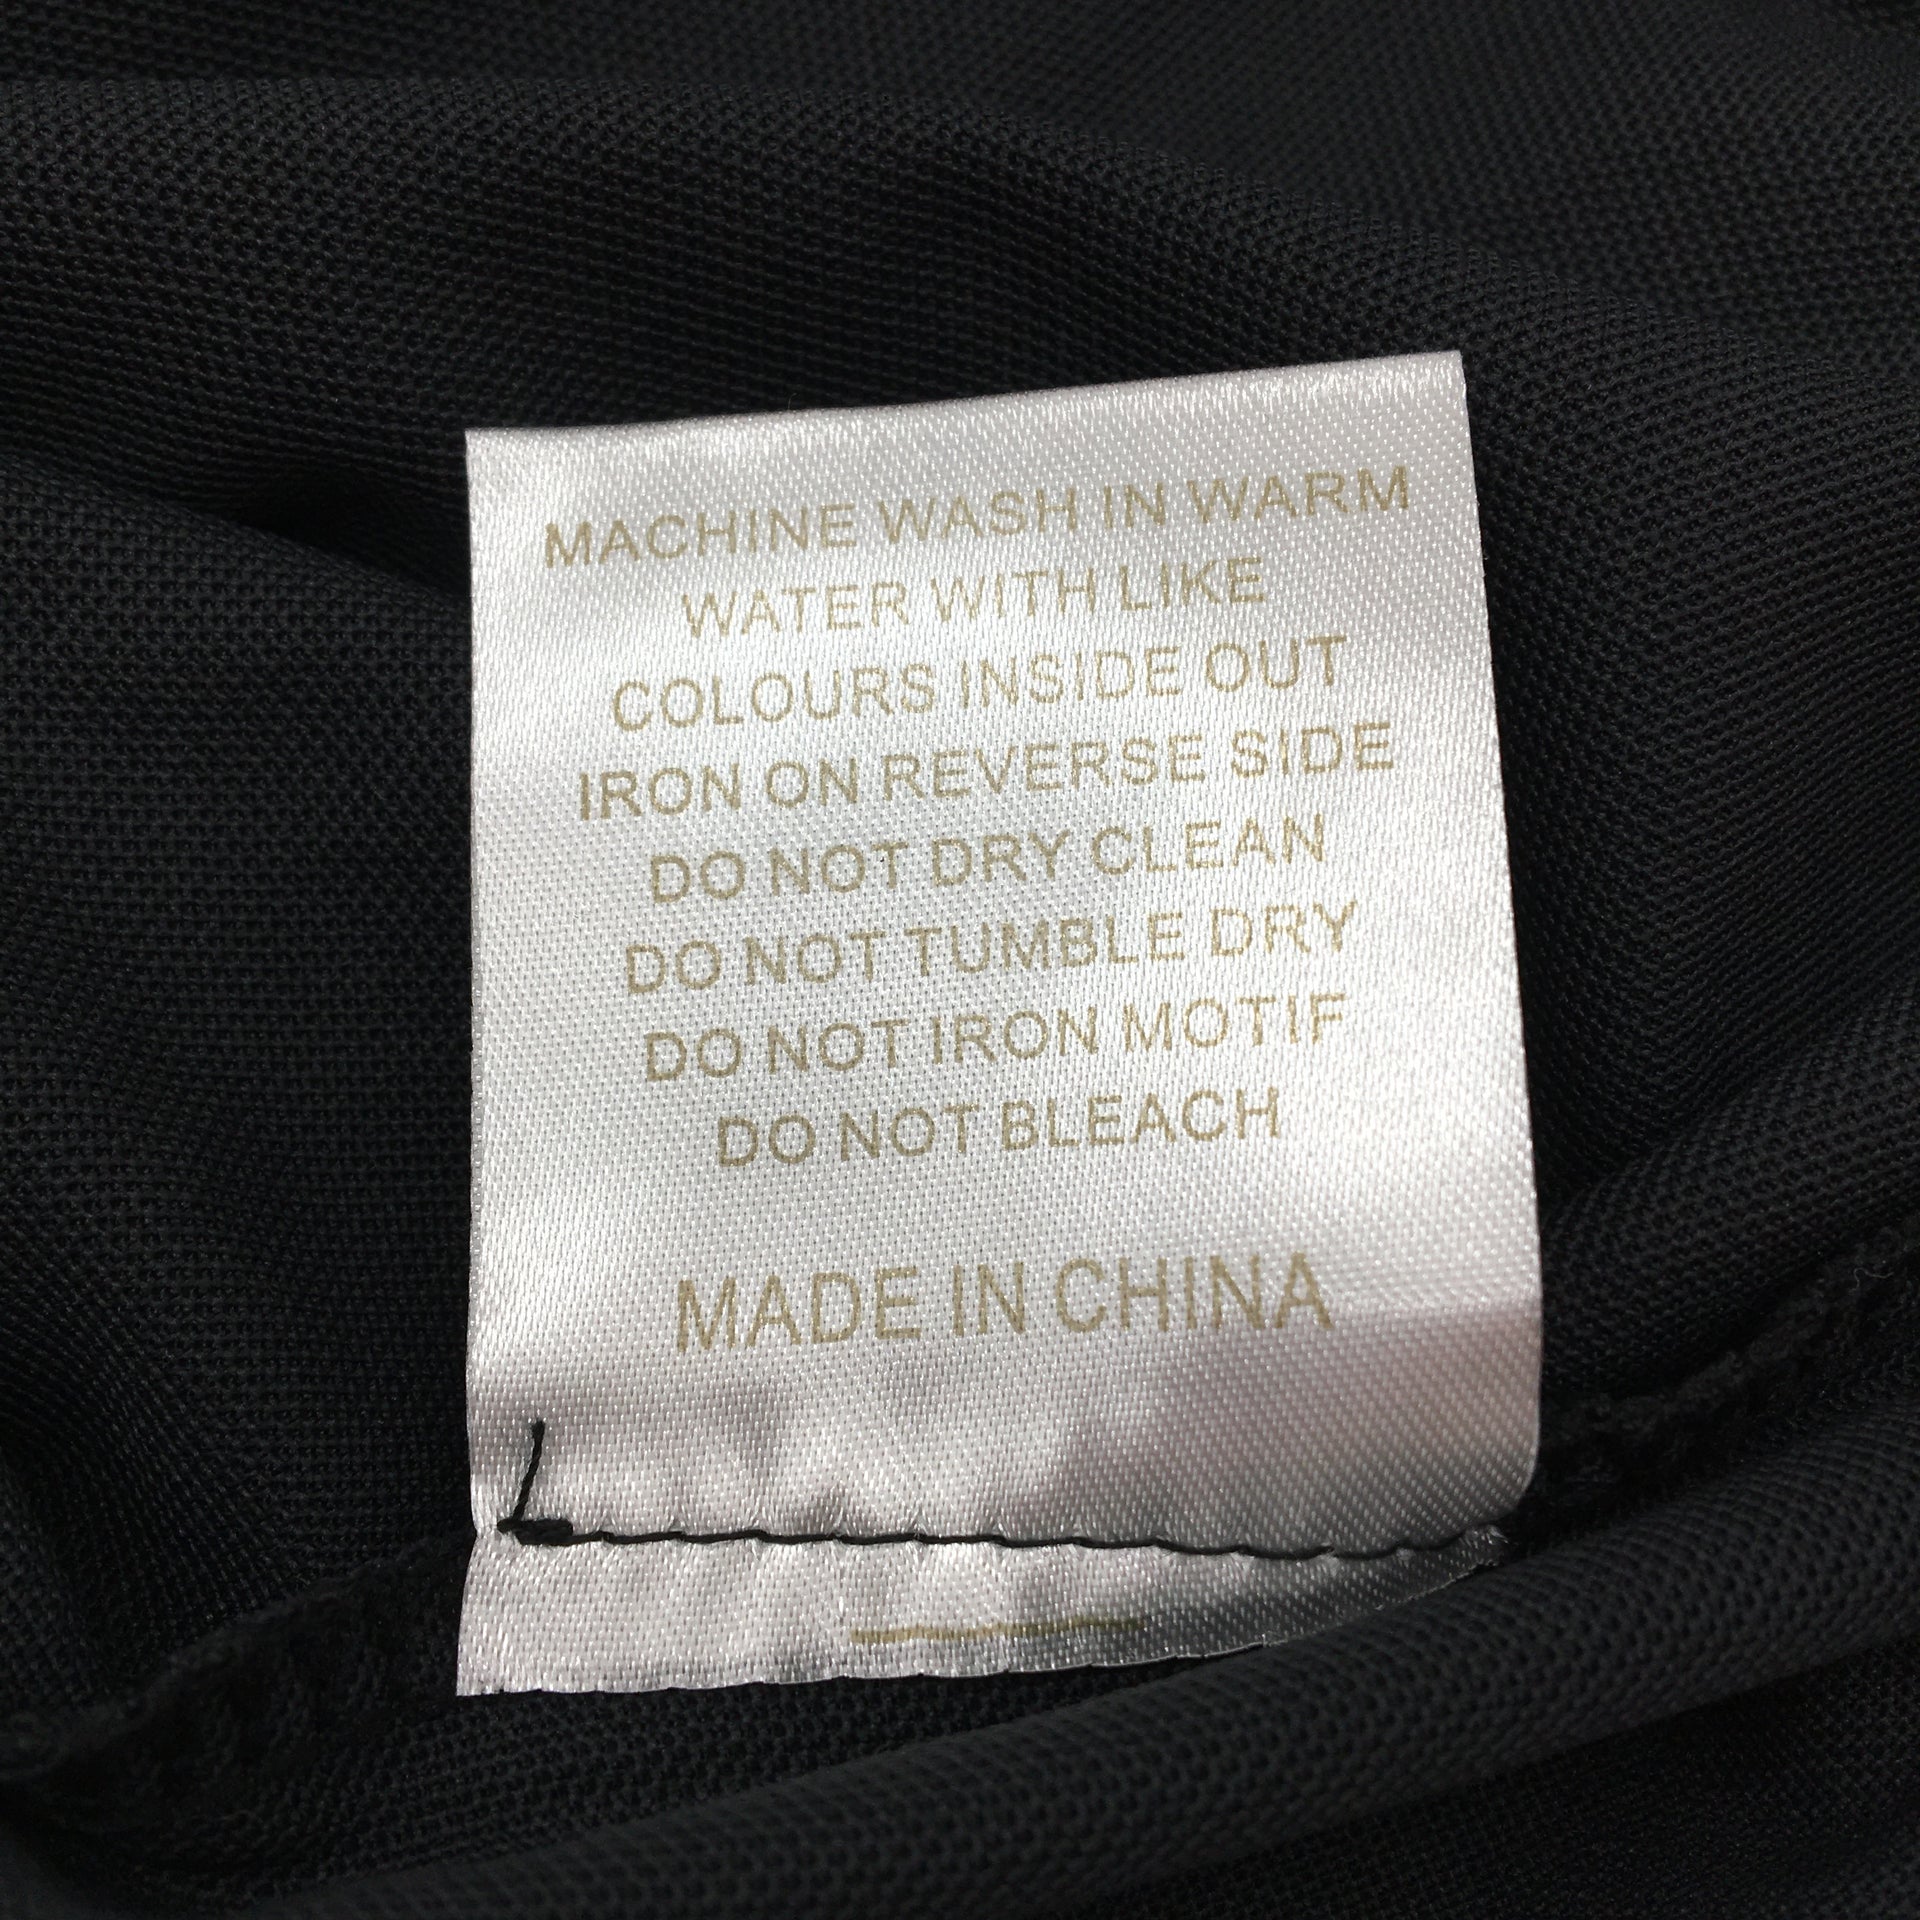 MACHINE WASH IN WARM
WATER WITH LIKE
COLOURS INSIDE OUT
IRON ON REVERSE SIDE
DO NOT DRY CLEAN
DO NOT TUMBLE DRY
DO NOT IRON MOTIF
DO NOT BLEACH
MADE IN CHINA